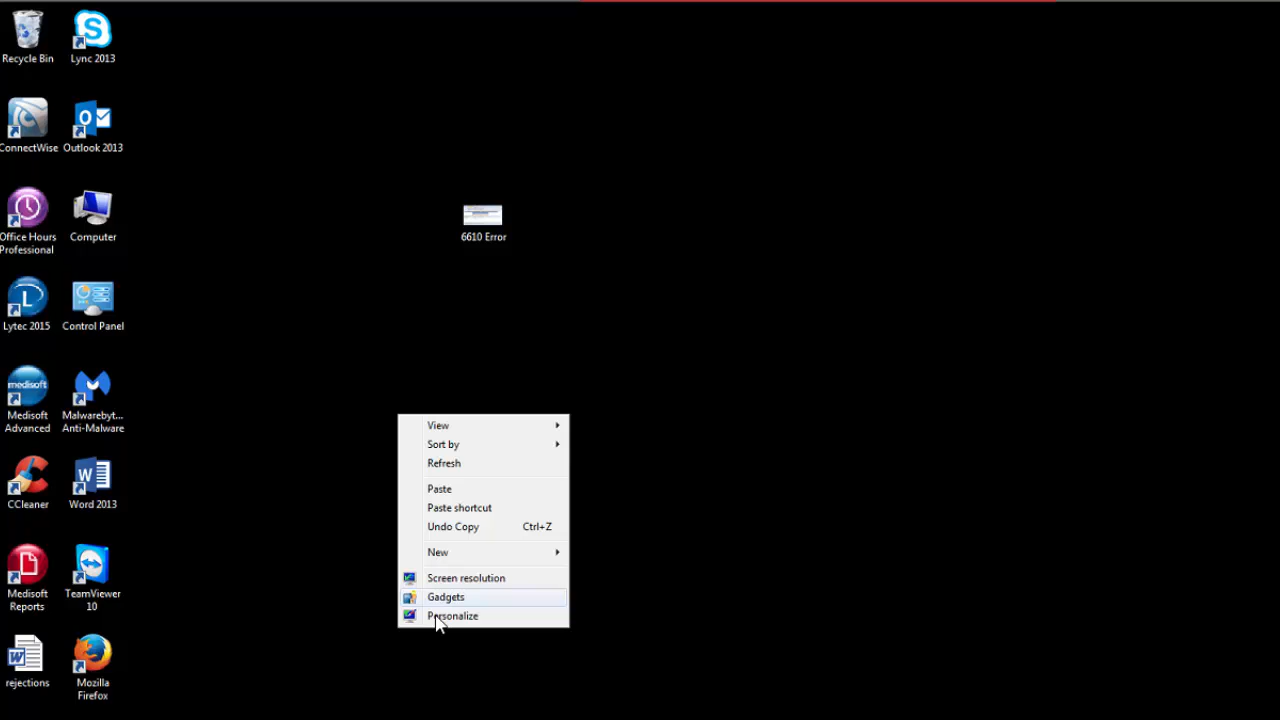 Recycle Bin
Lync 2013
ConnectWise
Outlook 2013
Office Hours
Professional
Computer
6610 Error
Lytec 2015
Control Panel
medisoft
Medisoft
Advanced
Malwarebyt...
Anti-Malware
CCleaner
Word 2013
Medisoft
Reports
TeamViewer
10
rejections
Mozilla
Firefox
View
Sort by
Refresh
Paste
Paste shortcut
Undo Copy Ctrl+Z
New
Screen resolution
Gadgets
Personalize